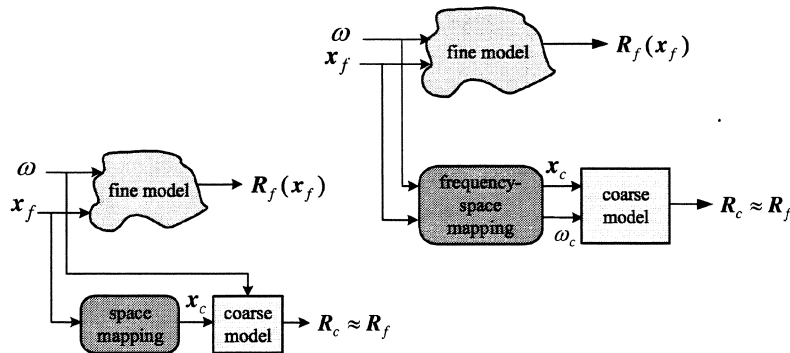 ω
x_f
fine model
R_f(x_f)
space mapping
x_c
coarse model
R_c ≈ R_f
ω
x_f
fine model
R_f(x_f)
frequency-
space
mapping
x_c
ω_c
coarse
model
R_c ≈ R_f